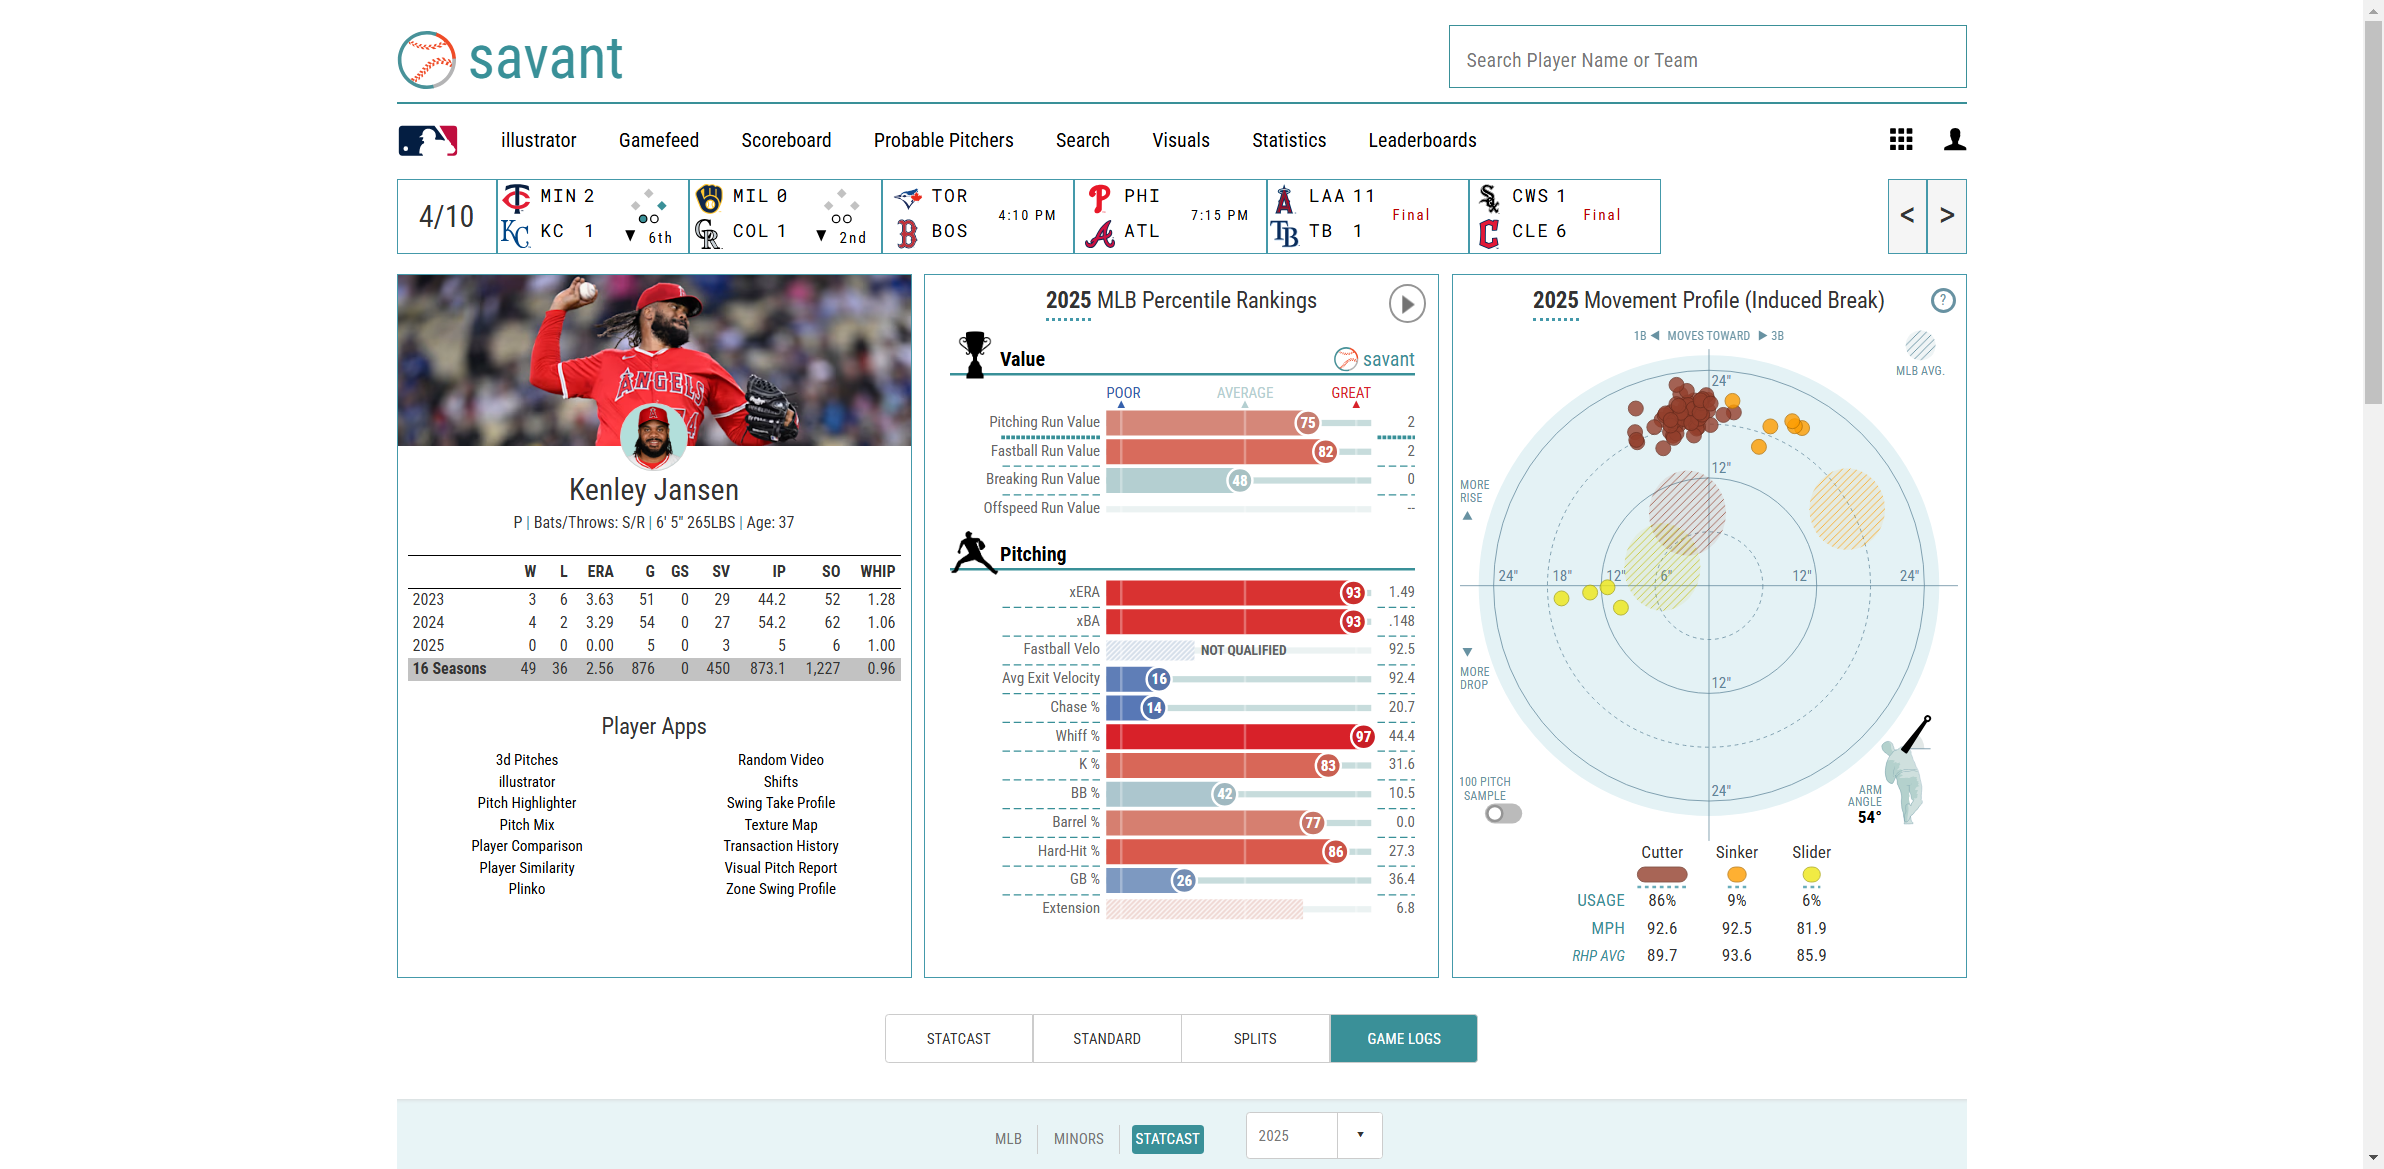 savant
Search Player Name or Team
illustrator Gamefeed Scoreboard Probable Pitchers Search Visuals Statistics Leaderboards
4/10
MIN 2
KC 1
6th
MIL 0
COL 1
2nd
TOR
BOS
4:10 PM
PHI
ATL
7:15 PM
LAA 11
TB 1
Final
CWS 1
CLE 6
Final
< >
ANGELS
Kenley Jansen
P | Bats/Throws: S/R | 6' 5" 265LBS | Age: 37
W L ERA G GS SV IP SO WHIP
2023 3 6 3.63 51 0 29 44.2 52 1.28
2024 4 2 3.29 54 0 27 54.2 62 1.06
2025 0 0 0.00 5 0 3 5 6 1.00
16 Seasons 49 36 2.56 876 0 450 873.1 1,227 0.96
Player Apps
3d Pitches Random Video
illustrator Shifts
Pitch Highlighter Swing Take Profile
Pitch Mix Texture Map
Player Comparison Transaction History
Player Similarity Visual Pitch Report
Plinko Zone Swing Profile
2025 MLB Percentile Rankings
Value
savant
POOR AVERAGE GREAT
Pitching Run Value 75 2
Fastball Run Value 82 2
Breaking Run Value 48 0
Offspeed Run Value --
Pitching
xERA 93 1.49
xBA 93 .148
Fastball Velo NOT QUALIFIED 92.5
Avg Exit Velocity 16 92.4
Chase % 14 20.7
Whiff % 97 44.4
K % 83 31.6
BB % 42 10.5
Barrel % 77 0.0
Hard-Hit % 86 27.3
GB % 26 36.4
Extension 6.8
2025 Movement Profile (Induced Break)
?
1B ◀ MOVES TOWARD ▶ 3B
MLB AVG.
24"
12"
MORE
RISE
24" 18" 12" 6" 12" 24"
MORE
DROP
12"
24"
100 PITCH
SAMPLE
ARM
ANGLE
54°
Cutter Sinker Slider
USAGE 86% 9% 6%
MPH 92.6 92.5 81.9
RHP AVG 89.7 93.6 85.9
STATCAST STANDARD SPLITS GAME LOGS
MLB MINORS STATCAST 2025